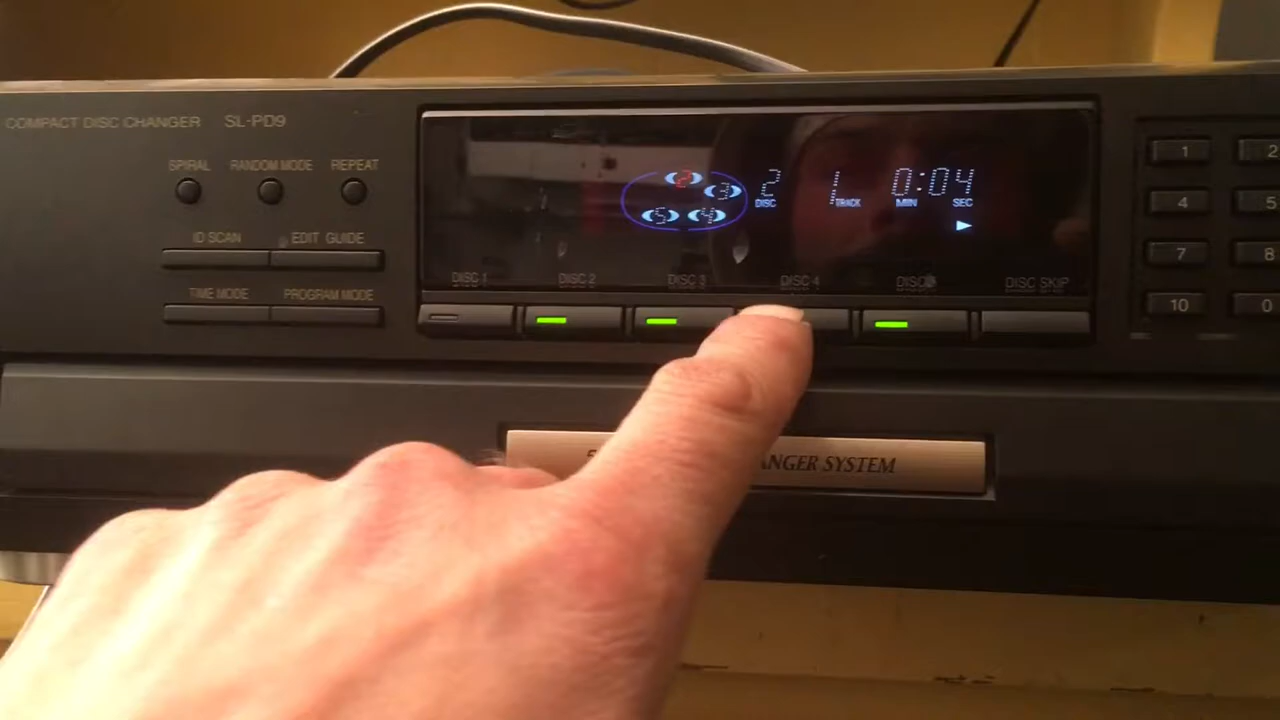 COMPACT DISC CHANGER SL-PD9
SPIRAL RANDOM MODE REPEAT
ID SCAN EDIT GUIDE
TIME MODE PROGRAM MODE
2 3
5 4
2 1 0:04
DISC TRACK MIN SEC
DISC 1 DISC 2 DISC 3 DISC 4 DISC DISC SKIP
1 2
4 5
7 8
10 0
ANGER SYSTEM